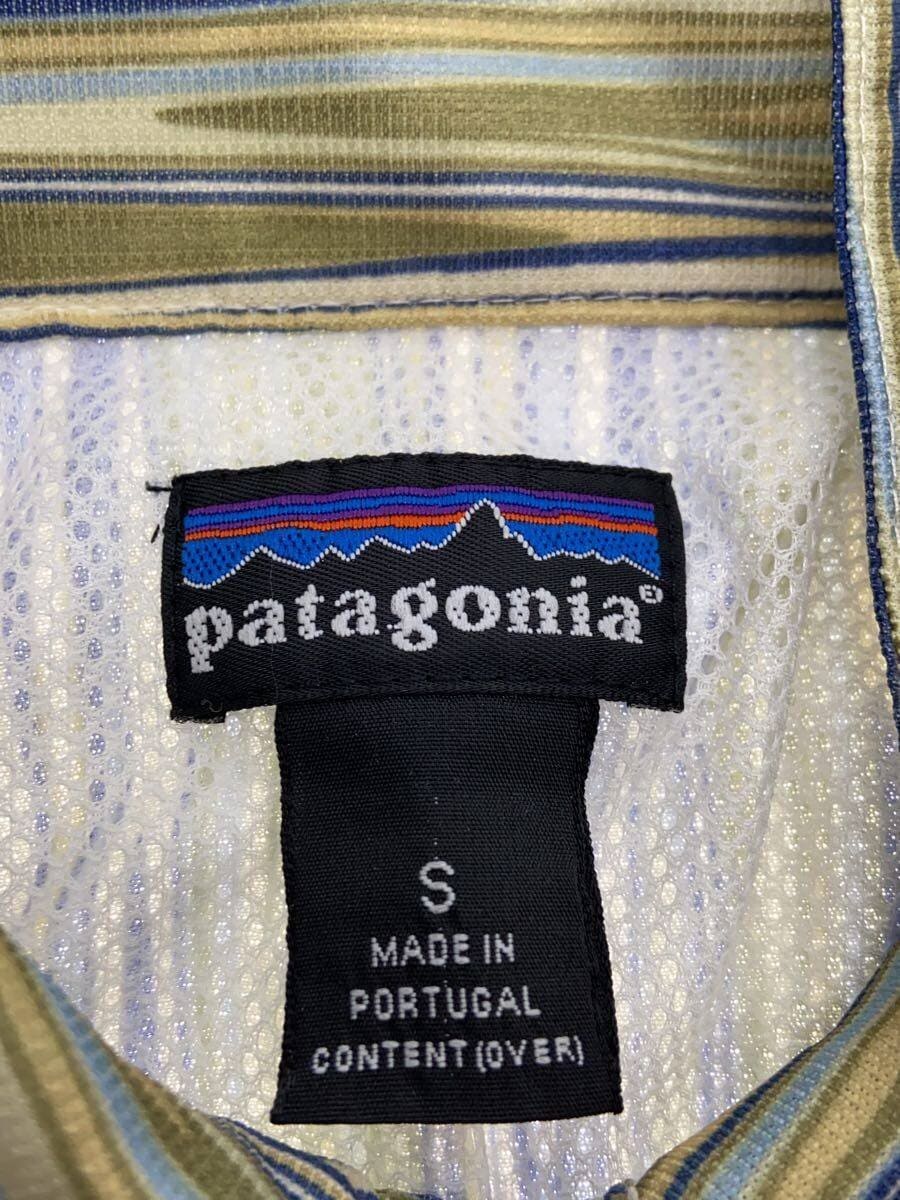 patagonia®
S
MADE IN
PORTUGAL
CONTENT(OVER)